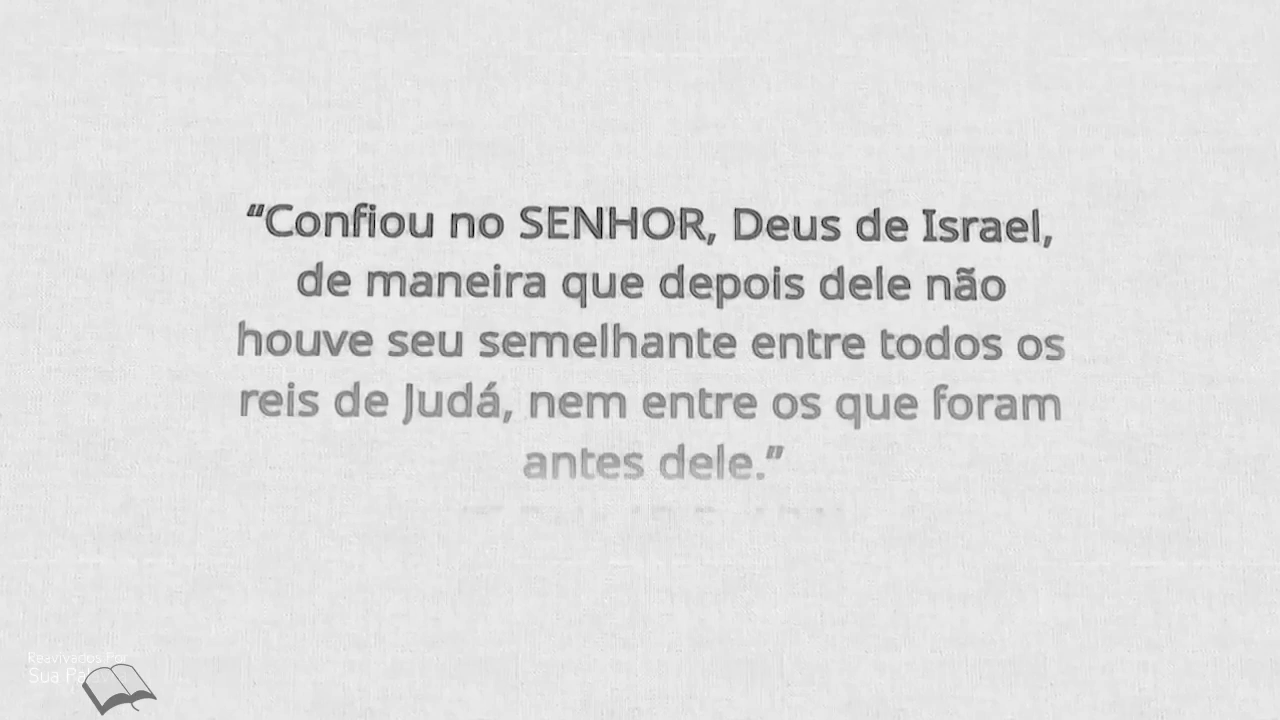 “Confiou no SENHOR, Deus de Israel,
de maneira que depois dele não
houve seu semelhante entre todos os
reis de Judá, nem entre os que foram
antes dele.”
Reavivados Por
Sua